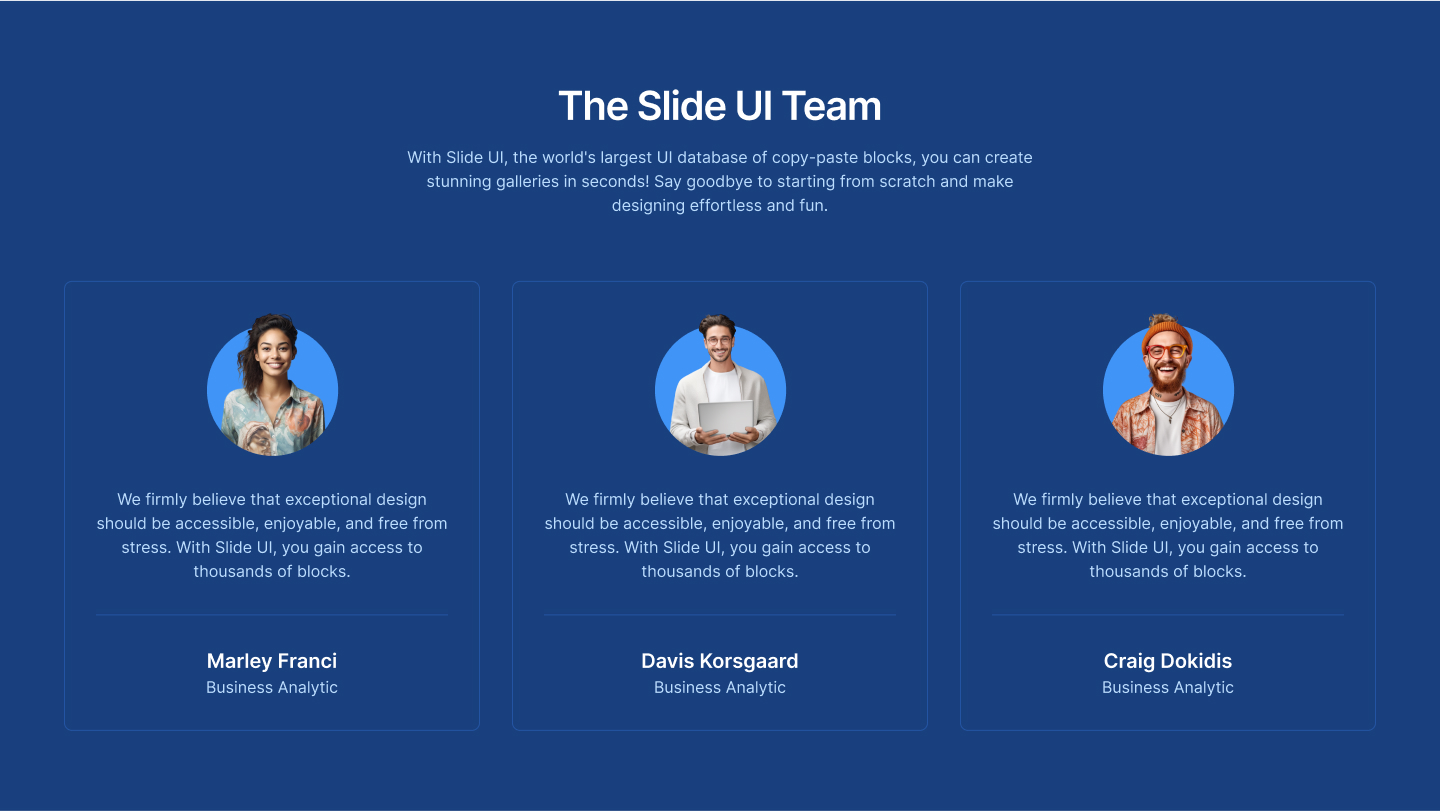 The Slide UI Team
With Slide UI, the world's largest UI database of copy-paste blocks, you can create
stunning galleries in seconds! Say goodbye to starting from scratch and make
designing effortless and fun.
We firmly believe that exceptional design
should be accessible, enjoyable, and free from
stress. With Slide UI, you gain access to
thousands of blocks.
Marley Franci
Business Analytic
We firmly believe that exceptional design
should be accessible, enjoyable, and free from
stress. With Slide UI, you gain access to
thousands of blocks.
Davis Korsgaard
Business Analytic
We firmly believe that exceptional design
should be accessible, enjoyable, and free from
stress. With Slide UI, you gain access to
thousands of blocks.
Craig Dokidis
Business Analytic